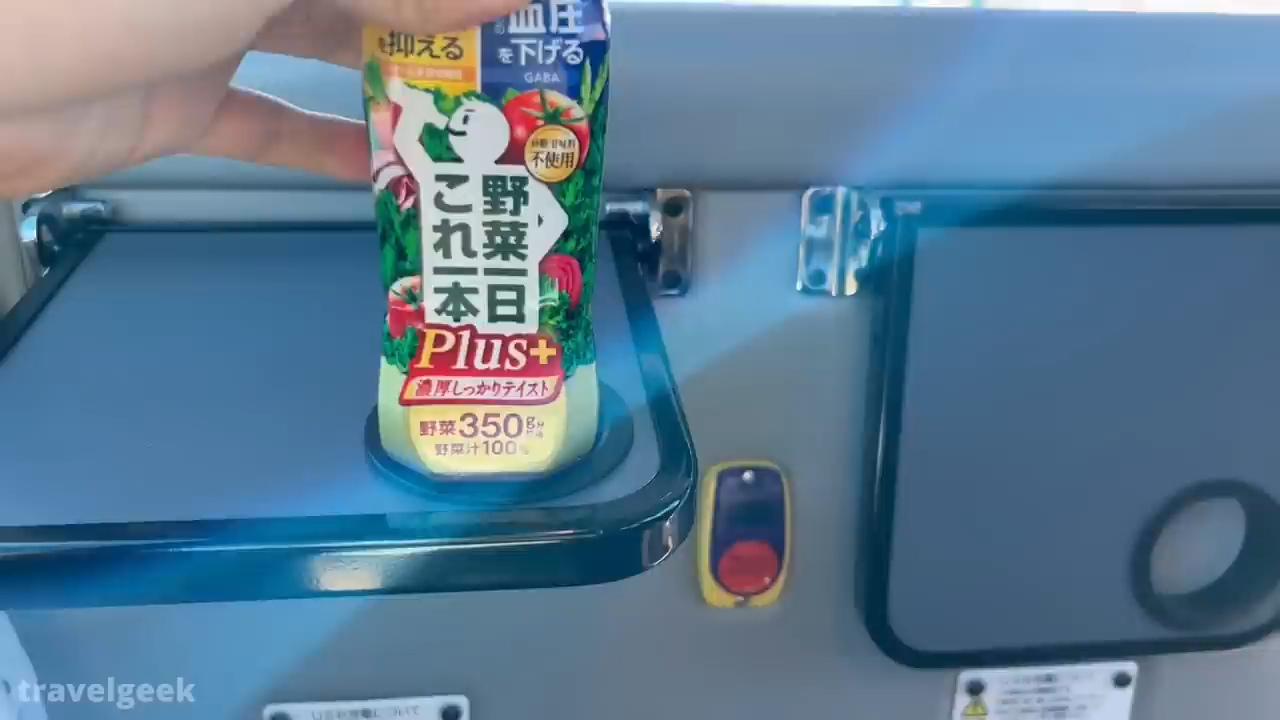 を抑える
血圧
を下げる
GABA
不使用
野菜一日
これ一本
Plus+
濃厚しっかりテイスト
野菜350g分
野菜汁100%
travelgeek